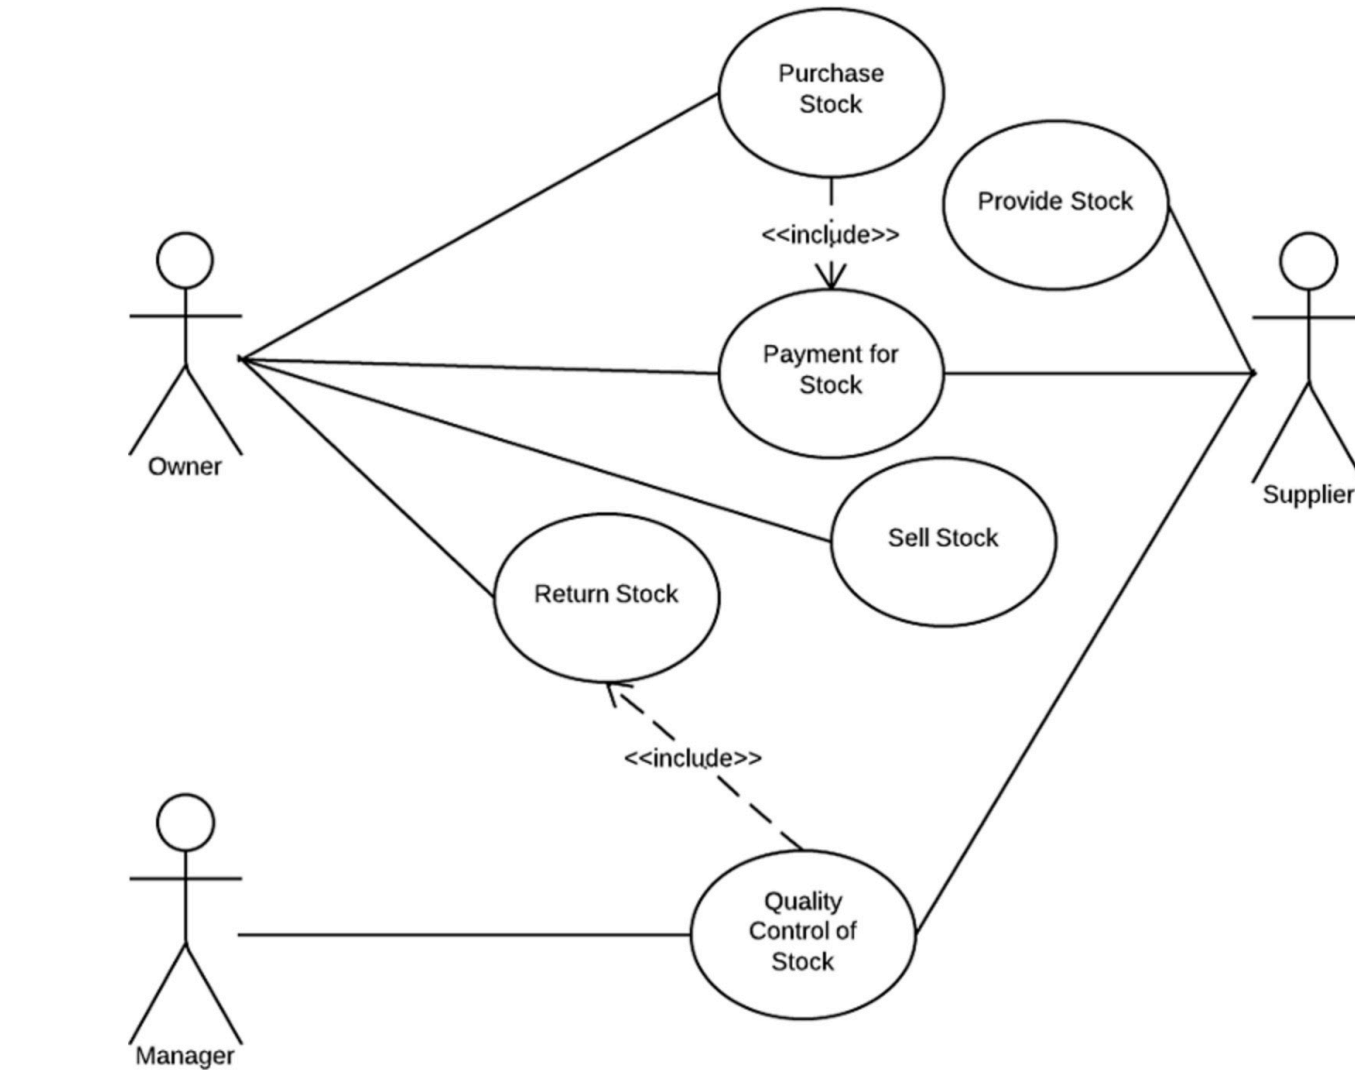 Purchase
Stock
Provide Stock
<<include>>
Payment for
Stock
Owner
Supplier
Sell Stock
Return Stock
<<include>>
Quality
Control of
Stock
Manager